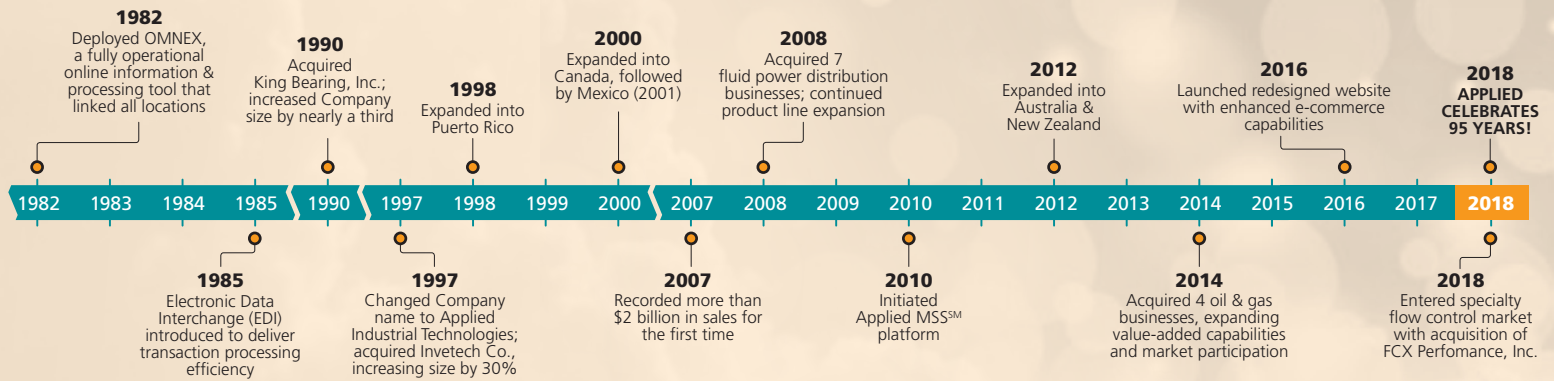 1982
Deployed OMNEX,
a fully operational
online information &
processing tool that
linked all locations
1990
Acquired
King Bearing, Inc.;
increased Company
size by nearly a third
1998
Expanded into
Puerto Rico
2000
Expanded into
Canada, followed
by Mexico (2001)
2008
Acquired 7
fluid power distribution
businesses; continued
product line expansion
2012
Expanded into
Australia &
New Zealand
2016
Launched redesigned website
with enhanced e-commerce
capabilities
2018
APPLIED
CELEBRATES
95 YEARS!
1982 1983 1984 1985 1990 1997 1998 1999 2000 2007 2008 2009 2010 2011 2012 2013 2014 2015 2016 2017 2018
1985
Electronic Data
Interchange (EDI)
introduced to deliver
transaction processing
efficiency
1997
Changed Company
name to Applied
Industrial Technologies;
acquired Invetech Co.,
increasing size by 30%
2007
Recorded more than
$2 billion in sales for
the first time
2010
Initiated
Applied MSS℠
platform
2014
Acquired 4 oil & gas
businesses, expanding
value-added capabilities
and market participation
2018
Entered specialty
flow control market
with acquisition of
FCX Perfomance, Inc.